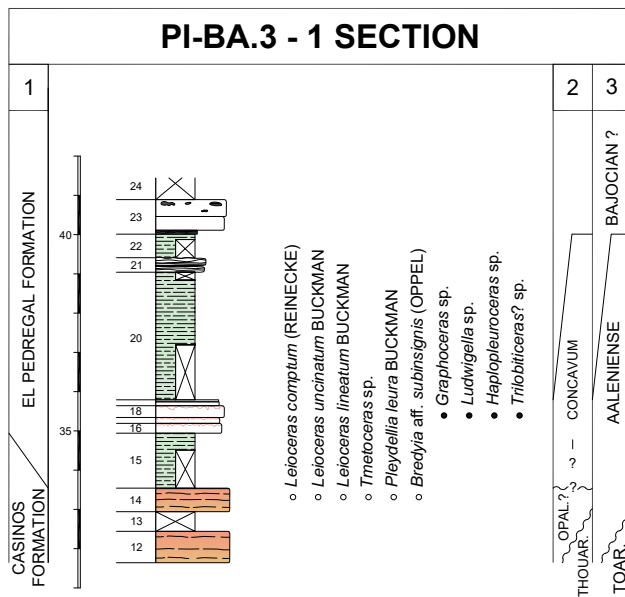 PI-BA.3 - 1 SECTION
1
2
3
EL PEDREGAL FORMATION
CASINOS
FORMATION
40
35
24
23
22
21
20
18
16
15
14
13
12
Leioceras comptum (REINECKE)
Leioceras uncinatum BUCKMAN
Leioceras lineatum BUCKMAN
Tmetoceras sp.
Pleydellia leura BUCKMAN
Bredyia aff. subinsignis (OPPEL)
Graphoceras sp.
Ludwigella sp.
Haplopleuroceras sp.
Trilobiticeras? sp.
CONCAVUM
I
?
?
OPAL.?
THOUAR.
BAJOCIAN ?
AALENIENSE
TOAR.